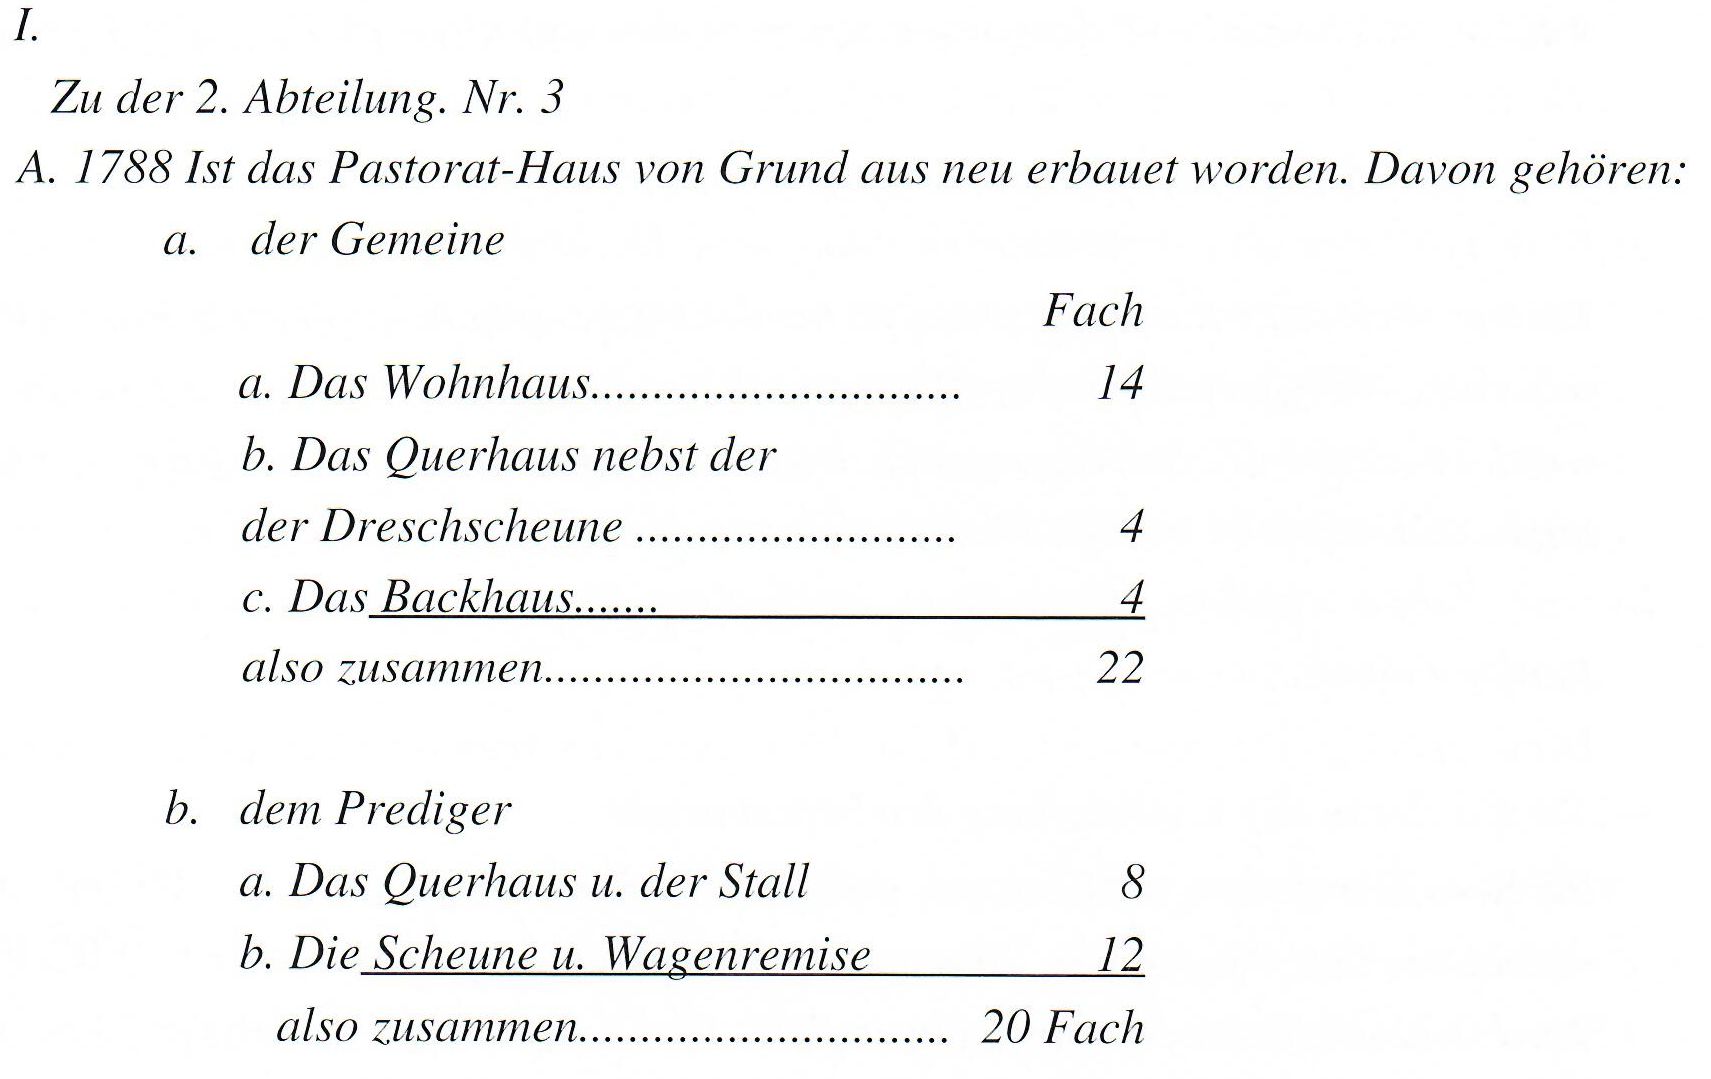 I.
Zu der 2. Abteilung. Nr. 3
A. 1788 Ist das Pastorat-Haus von Grund aus neu erbauet worden. Davon gehören:
a. der Gemeine
Fach
a. Das Wohnhaus.............................. 14
b. Das Querhaus nebst der
der Dreschscheune .......................... 4
c. Das Backhaus....... 4
also zusammen.................................. 22
b. dem Prediger
a. Das Querhaus u. der Stall 8
b. Die Scheune u. Wagenremise 12
also zusammen.............................. 20 Fach